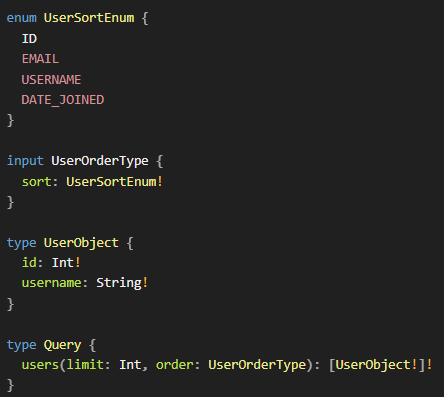 enum UserSortEnum {
  ID
  EMAIL
  USERNAME
  DATE_JOINED
}

input UserOrderType {
  sort: UserSortEnum!
}

type UserObject {
  id: Int!
  username: String!
}

type Query {
  users(limit: Int, order: UserOrderType): [UserObject!]!
}